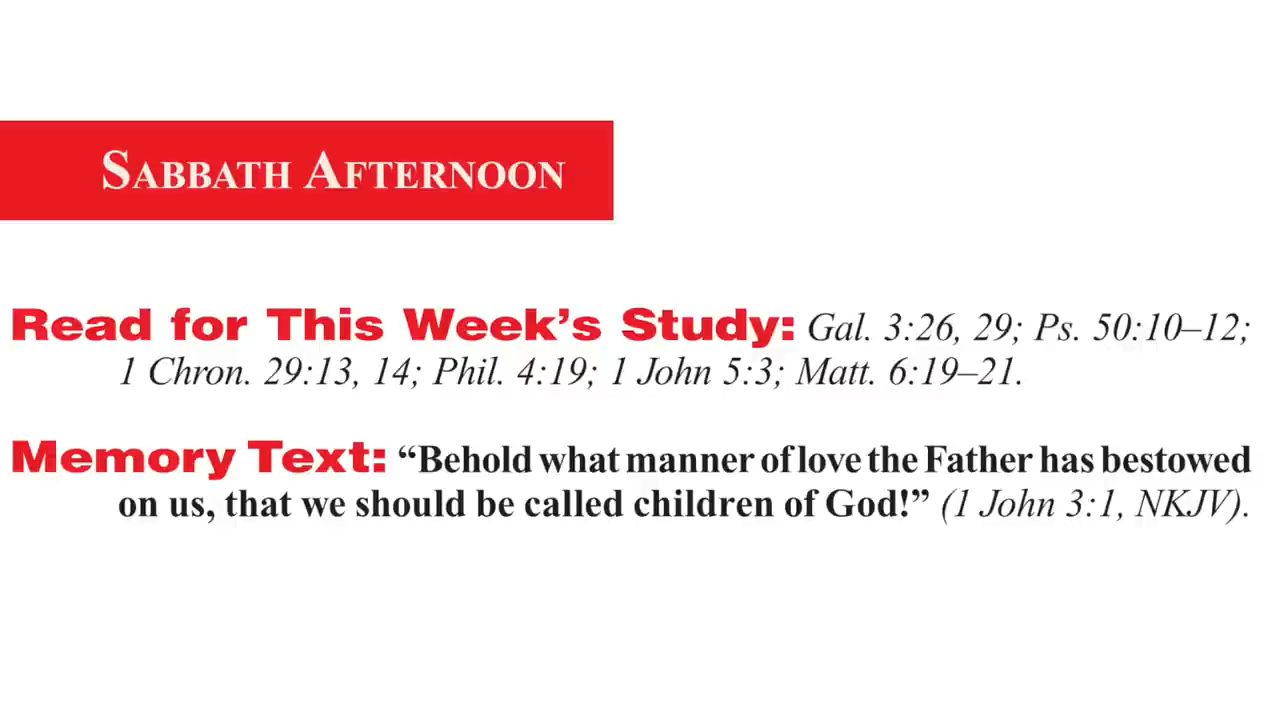 SABBATH AFTERNOON
Read for This Week’s Study: Gal. 3:26, 29; Ps. 50:10–12;
1 Chron. 29:13, 14; Phil. 4:19; 1 John 5:3; Matt. 6:19–21.
Memory Text: “Behold what manner of love the Father has bestowed
on us, that we should be called children of God!” (1 John 3:1, NKJV).